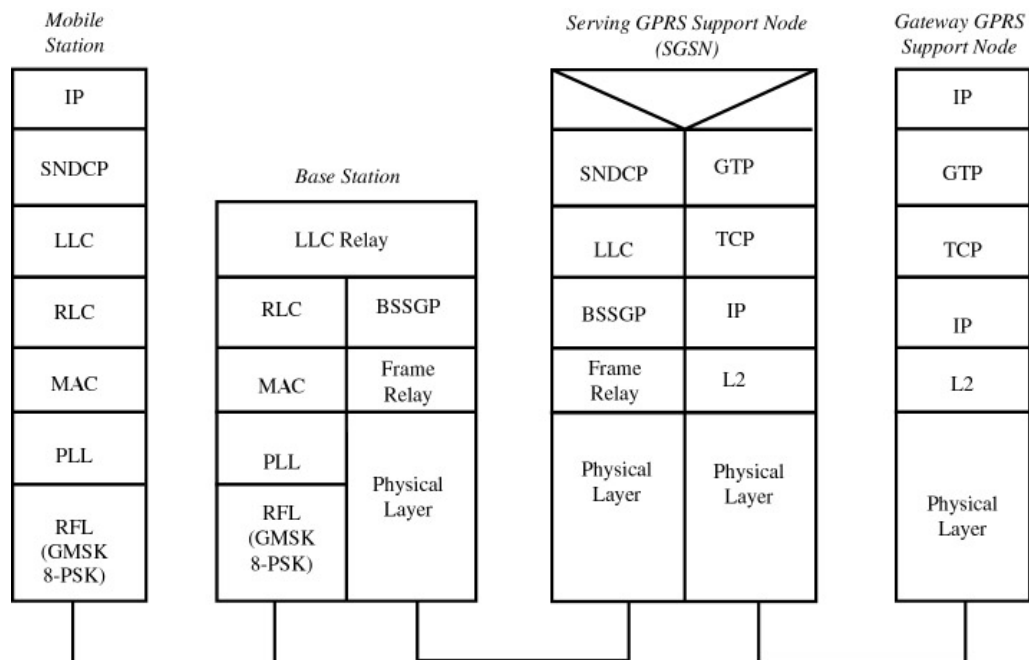 Mobile
Station
IP
SNDCP
LLC
RLC
MAC
PLL
RFL
(GMSK
8-PSK)
Base Station
LLC Relay
RLC
BSSGP
MAC
Frame
Relay
PLL
Physical
Layer
RFL
(GMSK
8-PSK)
Serving GPRS Support Node
(SGSN)
SNDCP
GTP
LLC
TCP
BSSGP
IP
Frame
Relay
L2
Physical
Layer
Physical
Layer
Gateway GPRS
Support Node
IP
GTP
TCP
IP
L2
Physical
Layer